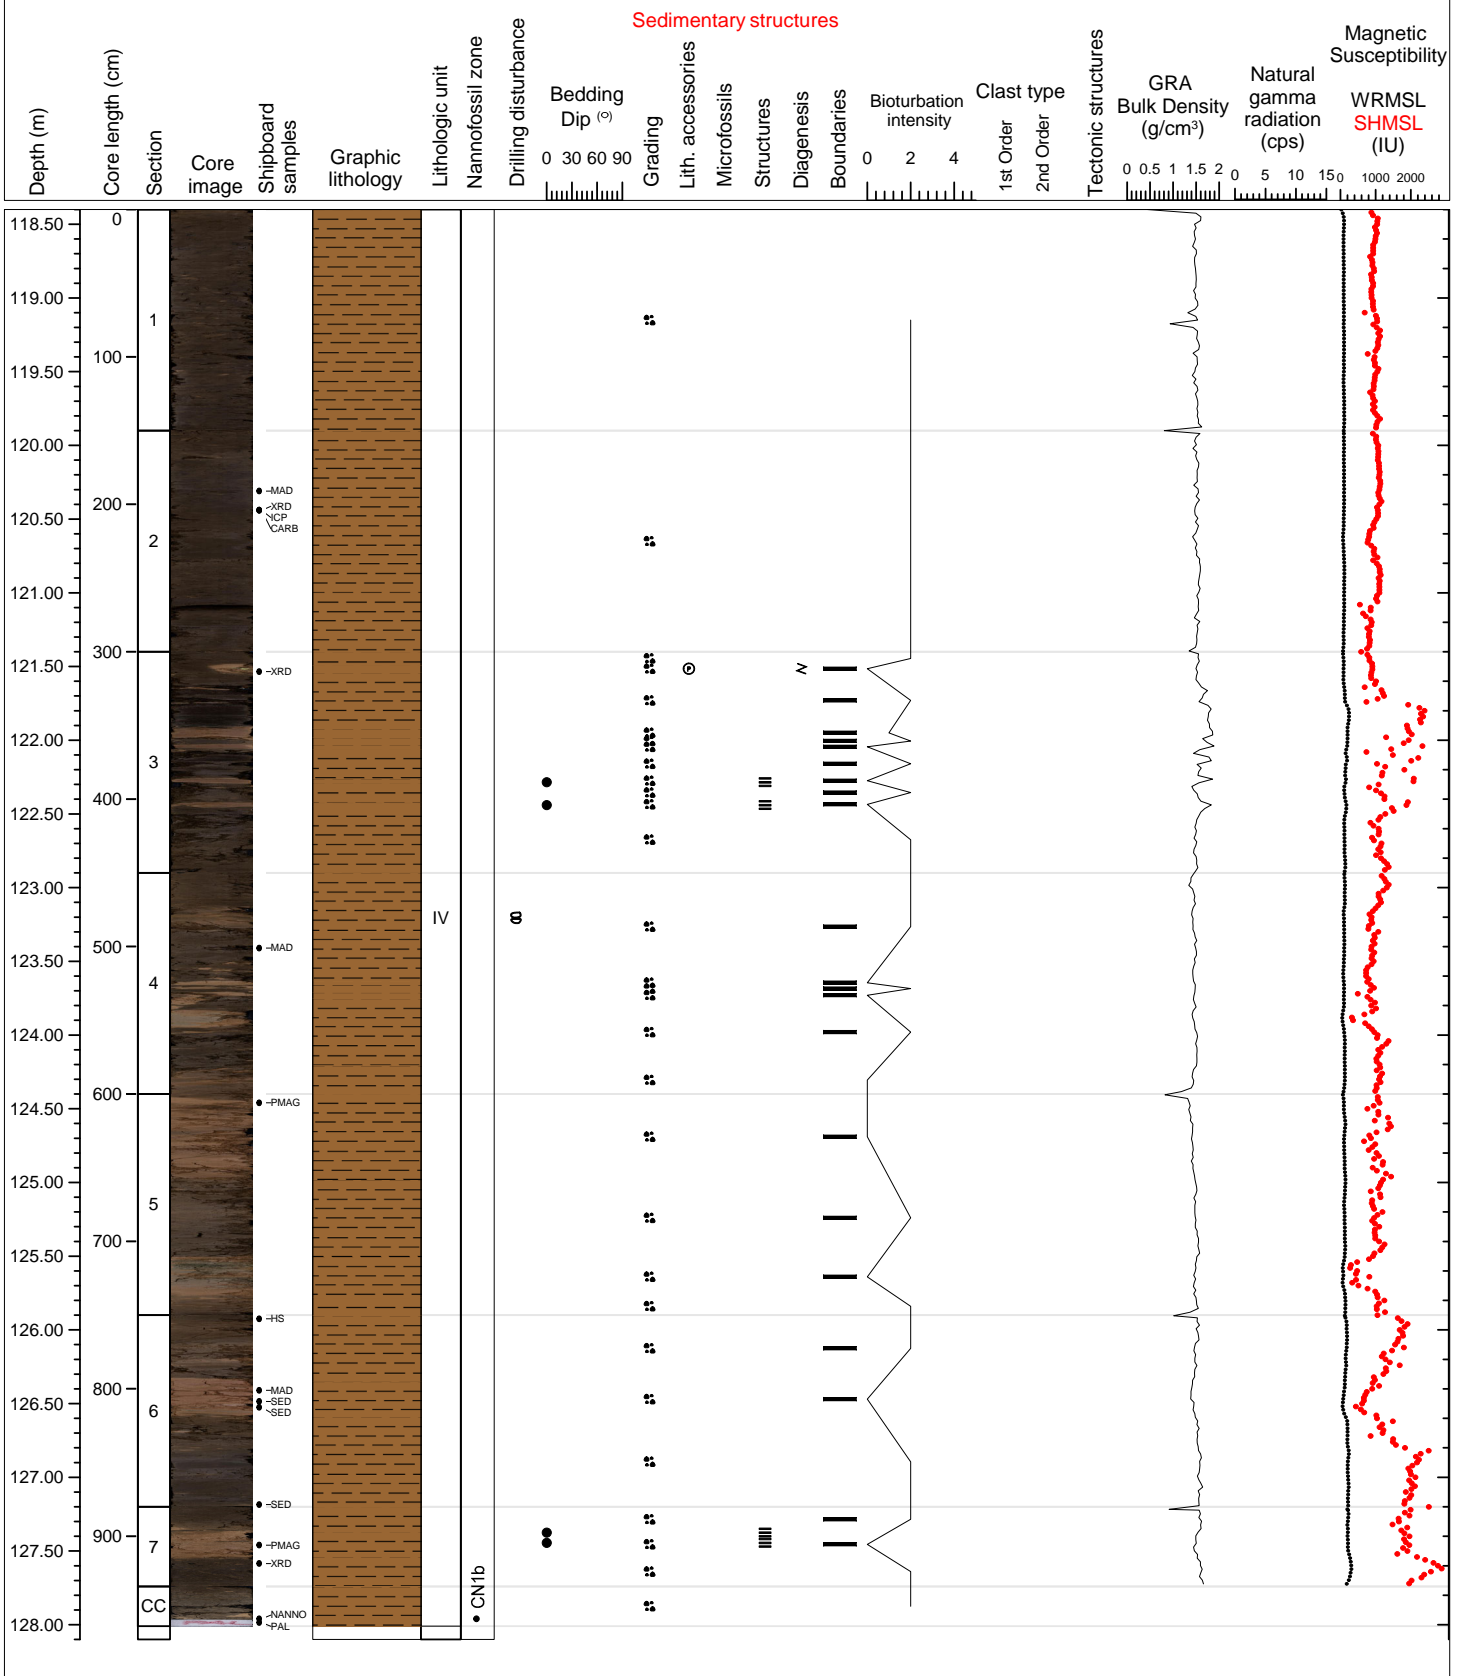 Sedimentary structures
Depth (m)
Core length (cm)
Section
Core
image
Shipboard
samples
Graphic
lithology
Lithologic unit
Nannofossil zone
Drilling disturbance
Bedding
Dip (o)
0 30 60 90
Grading
Lith. accessories
Microfossils
Structures
Diagenesis
Boundaries
Bioturbation
intensity
0 2 4
Clast type
1st Order
2nd Order
Tectonic structures
GRA
Bulk Density
(g/cm3)
0 0.5 1 1.5 2
Natural
gamma
radiation
(cps)
0 5 10 15
Magnetic
Susceptibility
WRMSL
SHMSL
(IU)
0 1000 2000
118.50
0
119.00
1
100
119.50
120.00
MAD
200
XRD
ICP
CARB
120.50
2
121.00
300
121.50
XRD
P
122.00
3
400
122.50
123.00
IV
500
MAD
123.50
4
124.00
600
124.50
PMAG
125.00
5
700
125.50
HS
126.00
800
MAD
SED
SED
126.50
6
127.00
SED
900
PMAG
127.50
7
XRD
CC
CN1b
NANNO
PAL
128.00